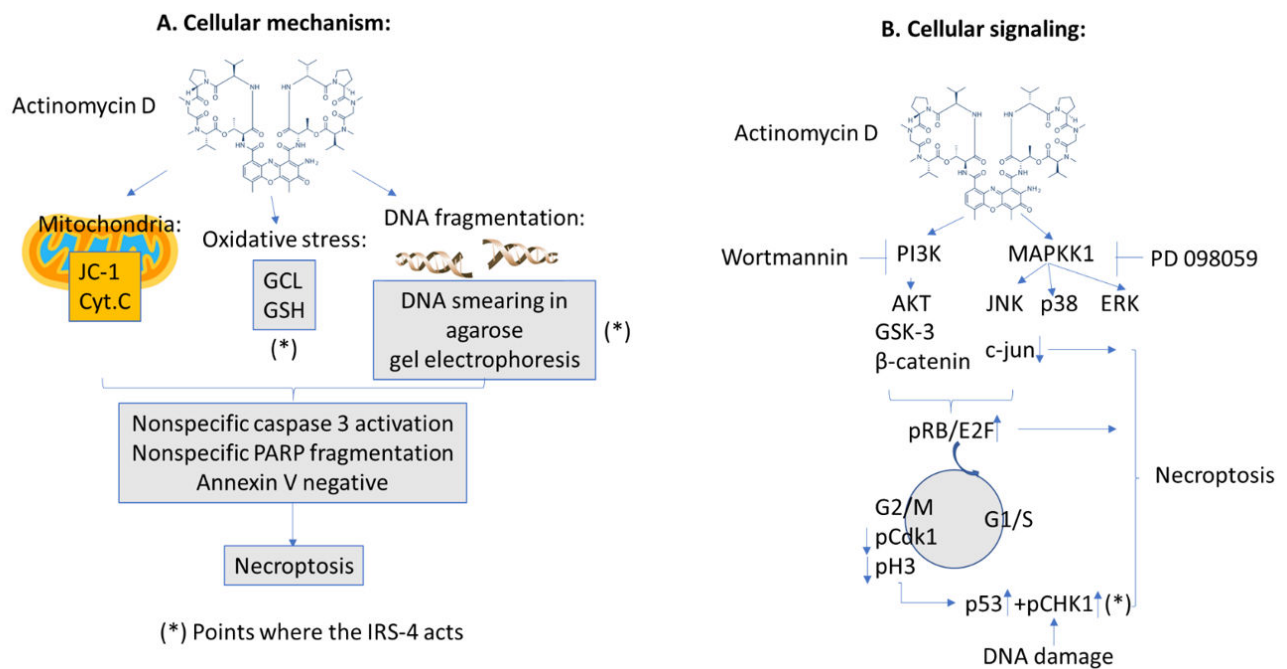 A. Cellular mechanism:
Actinomycin D
Mitochondria:
JC-1
Cyt.C
Oxidative stress:
GCL
GSH
(*)
DNA fragmentation:
DNA smearing in
agarose
gel electrophoresis
(*)
Nonspecific caspase 3 activation
Nonspecific PARP fragmentation
Annexin V negative
Necroptosis
(*) Points where the IRS-4 acts
B. Cellular signaling:
Actinomycin D
Wortmannin
PI3K
MAPKK1
PD 098059
AKT
GSK-3
β-catenin
JNK p38 ERK
c-jun
pRB/E2F
G2/M
pCdk1
pH3
G1/S
Necroptosis
p53 +pCHK1 (*)
DNA damage